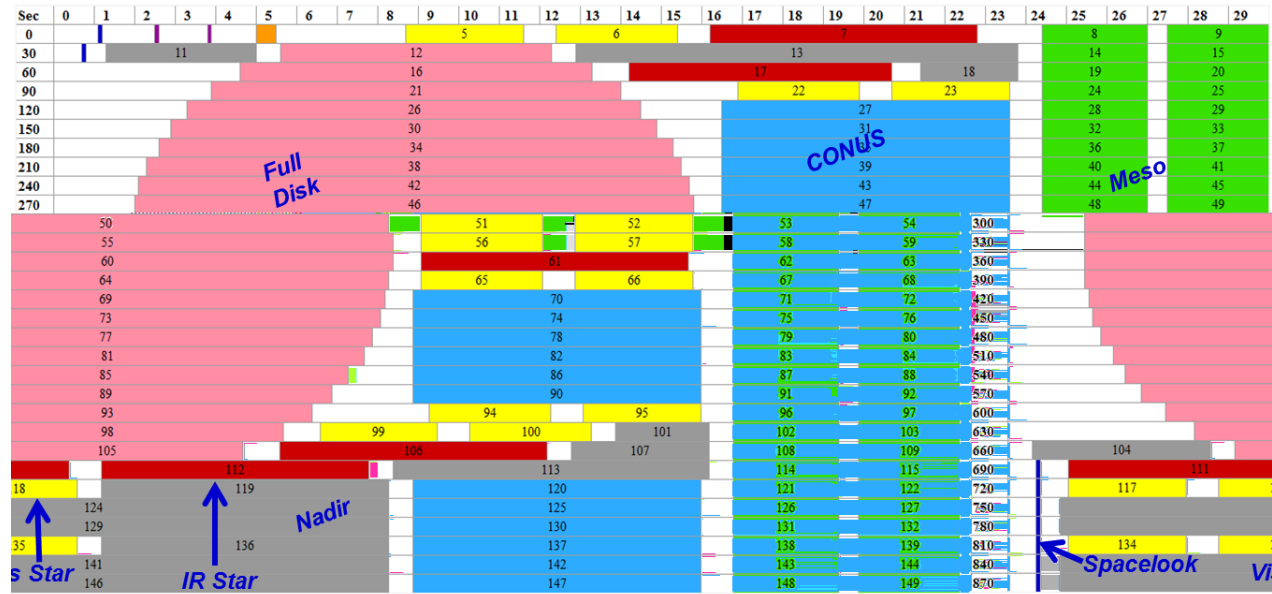 Sec 0 1 2 3 4 5 6 7 8 9 10 11 12 13 14 15 16 17 18 19 20 21 22 23 24 25 26 27 28 29
0 5 6 7 8 9
30 11 12 13 14 15
60 16 17 18 19 20
90 21 22 23 24 25
120 26 27 28 29
150 30 31 32 33
180 34 36 37
210 38 39 40 41
240 42 43 44 45
270 46 47 48 49
Full
Disk
CONUS
Meso
50 51 52 53 54 300
55 56 57 58 59 330
60 61 62 63 360
64 65 66 67 68 390
69 70 71 72 420
73 74 75 76 450
77 78 79 80 480
81 82 83 84 510
85 86 87 88 540
89 90 91 92 570
93 94 95 96 97 600
98 99 100 101 102 103 630
105 106 107 108 109 660 104
112 113 114 115 690 111
18 119 120 121 122 720 117
124 125 126 127 750
129 130 131 132 780
35 136 137 138 139 810 134
141 142 143 144 840
146 147 148 149 870
Nadir
s Star
IR Star
Spacelook
Vis